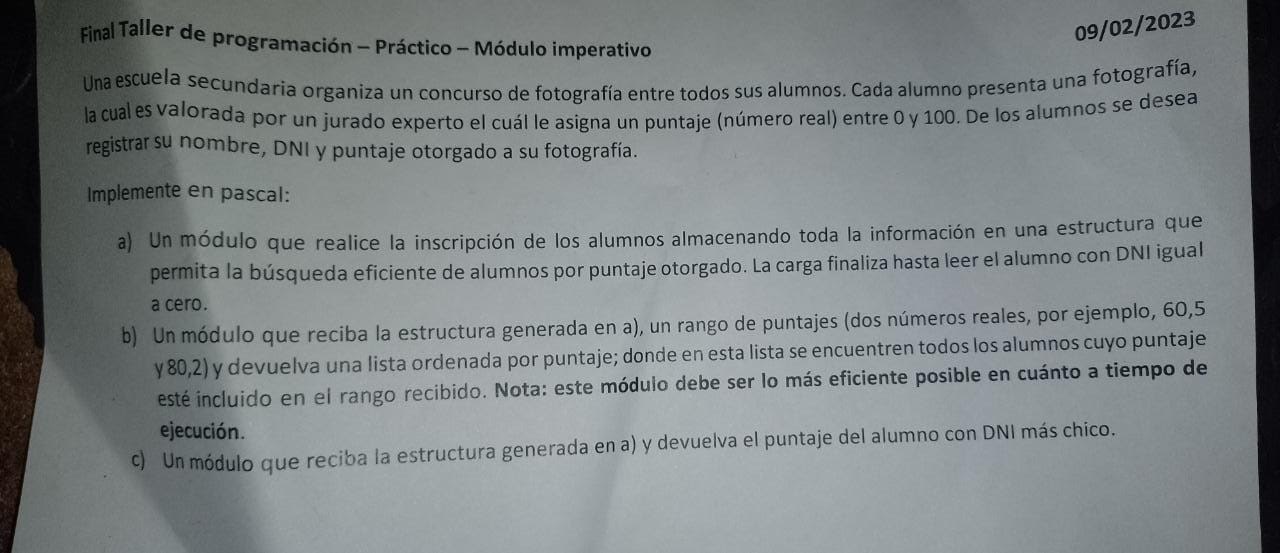 Final Taller de programación – Práctico – Módulo imperativo
09/02/2023
Una escuela secundaria organiza un concurso de fotografía entre todos sus alumnos. Cada alumno presenta una fotografía,
la cual es valorada por un jurado experto el cuál le asigna un puntaje (número real) entre 0 y 100. De los alumnos se desea
registrar su nombre, DNI y puntaje otorgado a su fotografía.
Implemente en pascal:
a) Un módulo que realice la inscripción de los alumnos almacenando toda la información en una estructura que
permita la búsqueda eficiente de alumnos por puntaje otorgado. La carga finaliza hasta leer el alumno con DNI igual
a cero.
b) Un módulo que reciba la estructura generada en a), un rango de puntajes (dos números reales, por ejemplo, 60,5
y 80,2) y devuelva una lista ordenada por puntaje; donde en esta lista se encuentren todos los alumnos cuyo puntaje
esté incluido en el rango recibido. Nota: este módulo debe ser lo más eficiente posible en cuánto a tiempo de
ejecución.
c) Un módulo que reciba la estructura generada en a) y devuelva el puntaje del alumno con DNI más chico.